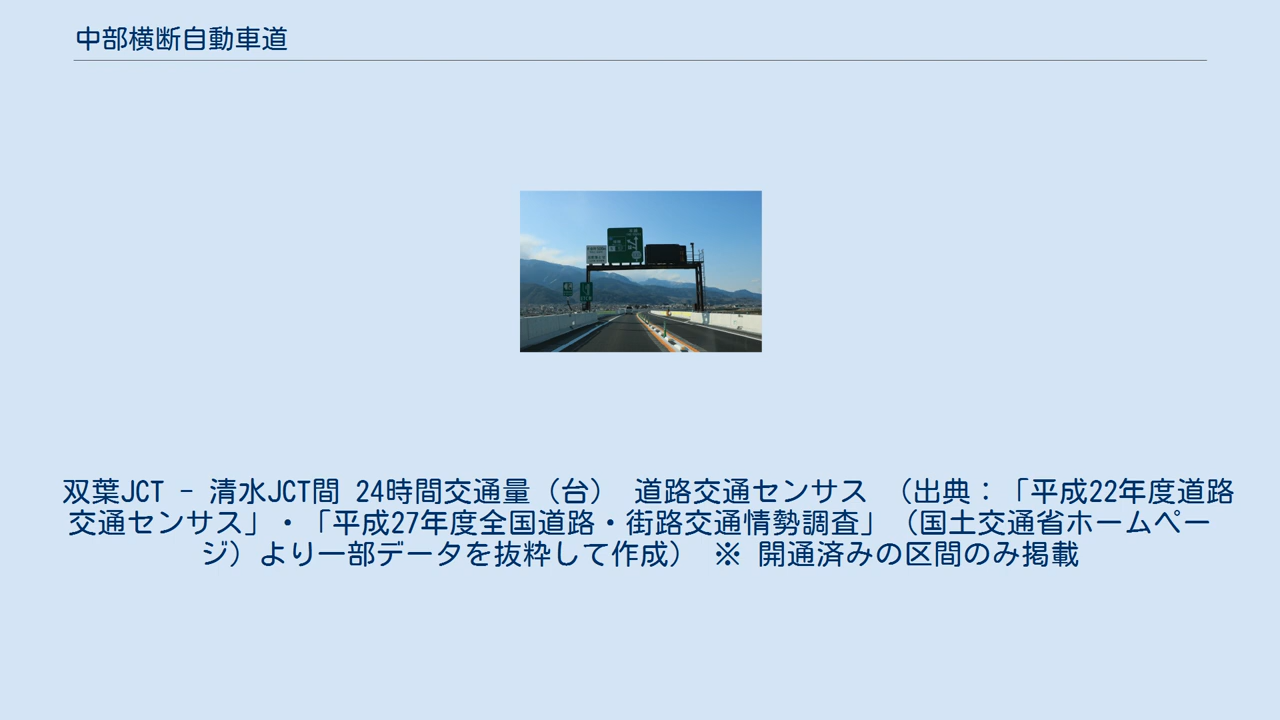 中部横断自動車道
双葉JCT - 清水JCT間 24時間交通量（台） 道路交通センサス （出典：「平成22年度道路
交通センサス」・「平成27年度全国道路・街路交通情勢調査」（国土交通省ホームペー
ジ）より一部データを抜粋して作成） ※ 開通済みの区間のみ掲載